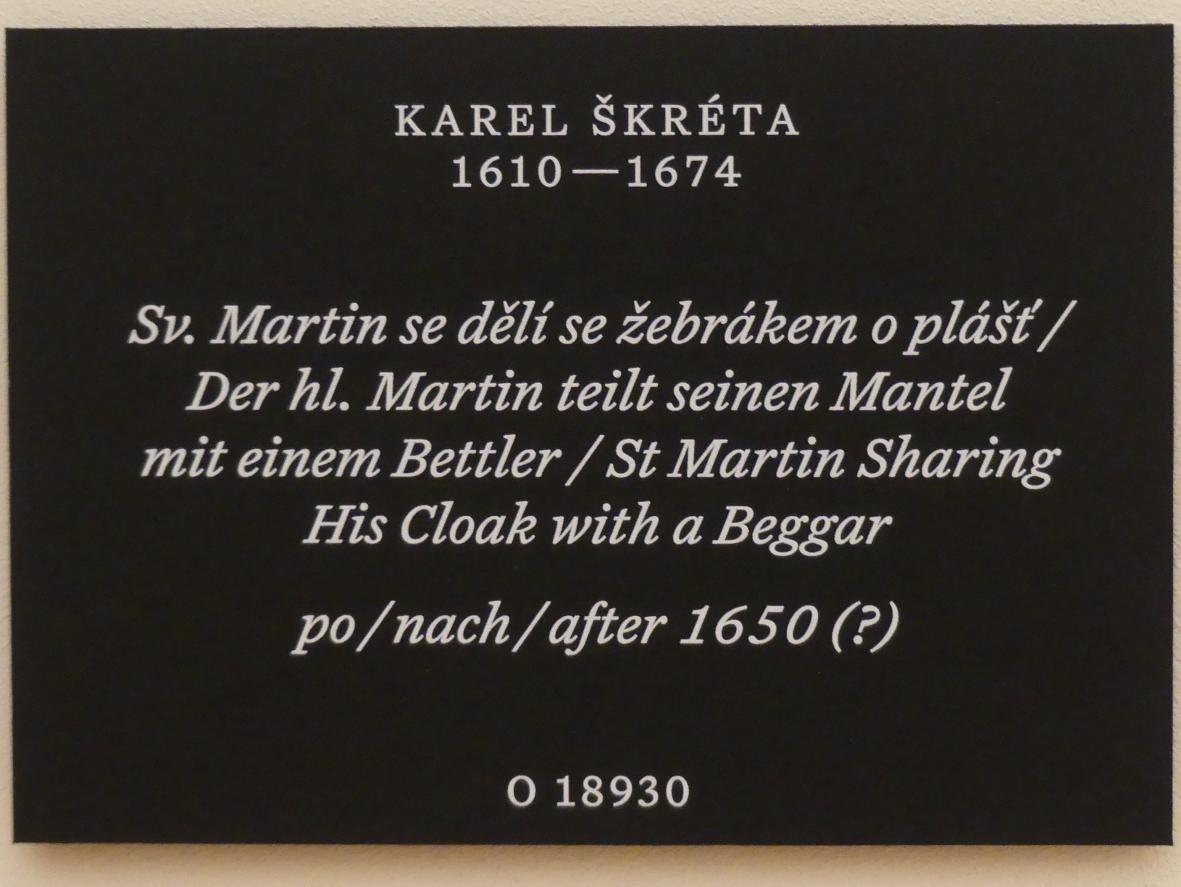 KAREL ŠKRÉTA
1610—1674
Sv. Martin se dělí se žebrákem o plášť /
Der hl. Martin teilt seinen Mantel
mit einem Bettler / St Martin Sharing
His Cloak with a Beggar
po / nach / after 1650 (?)
O 18930